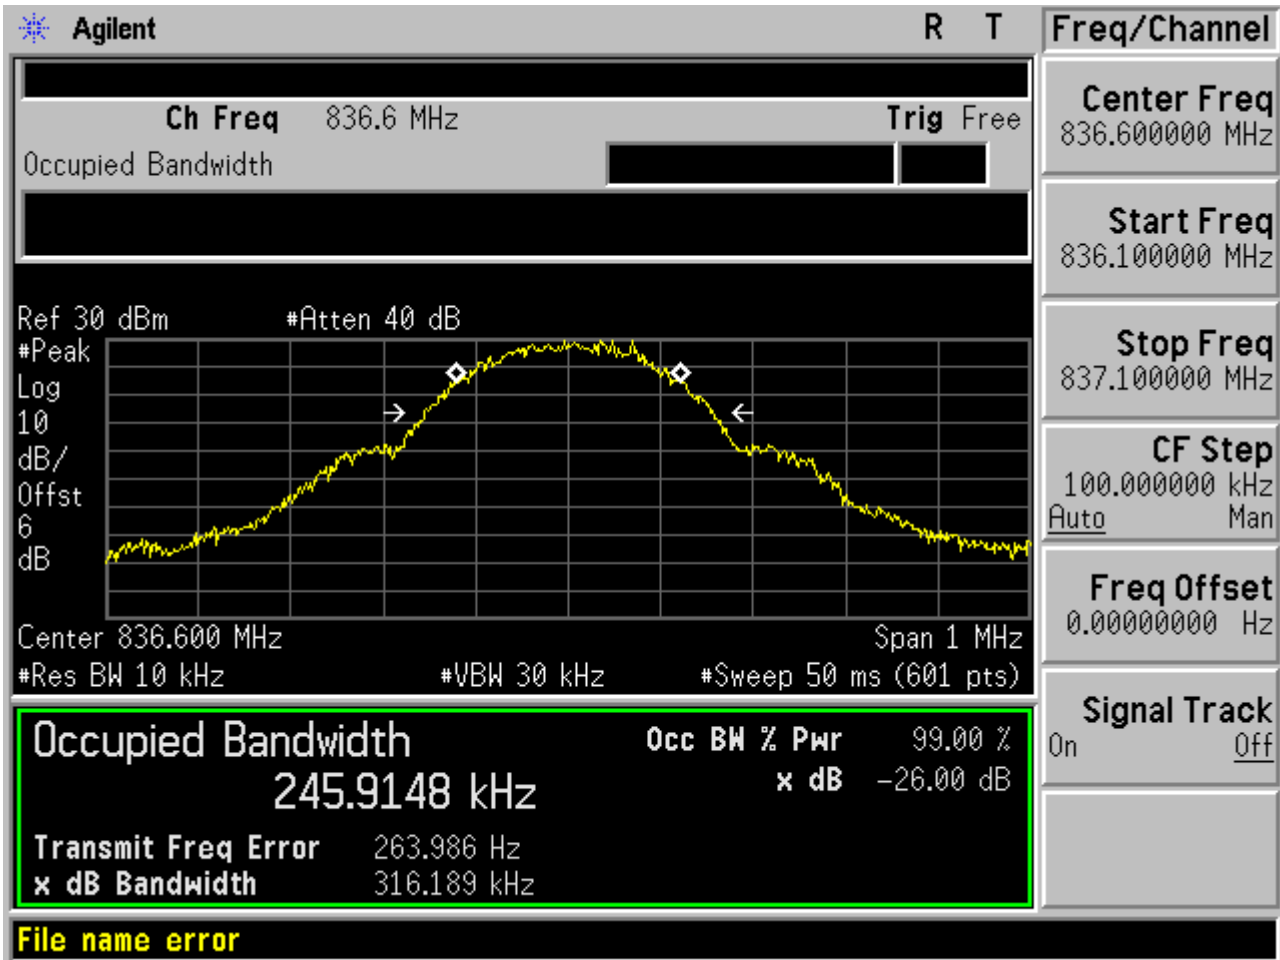 Agilent R T Freq/Channel
Ch Freq 836.6 MHz Trig Free
Occupied Bandwidth
Center Freq
836.600000 MHz
Start Freq
836.100000 MHz
Stop Freq
837.100000 MHz
CF Step
100.000000 kHz
Auto Man
Freq Offset
0.00000000 Hz
Signal Track
On Off
Ref 30 dBm #Atten 40 dB
#Peak
Log
10
dB/
Offst
6
dB
Center 836.600 MHz Span 1 MHz
#Res BW 10 kHz #VBW 30 kHz #Sweep 50 ms (601 pts)
Occupied Bandwidth Occ BW % Pwr 99.00 %
245.9148 kHz x dB -26.00 dB
Transmit Freq Error 263.986 Hz
x dB Bandwidth 316.189 kHz
File name error